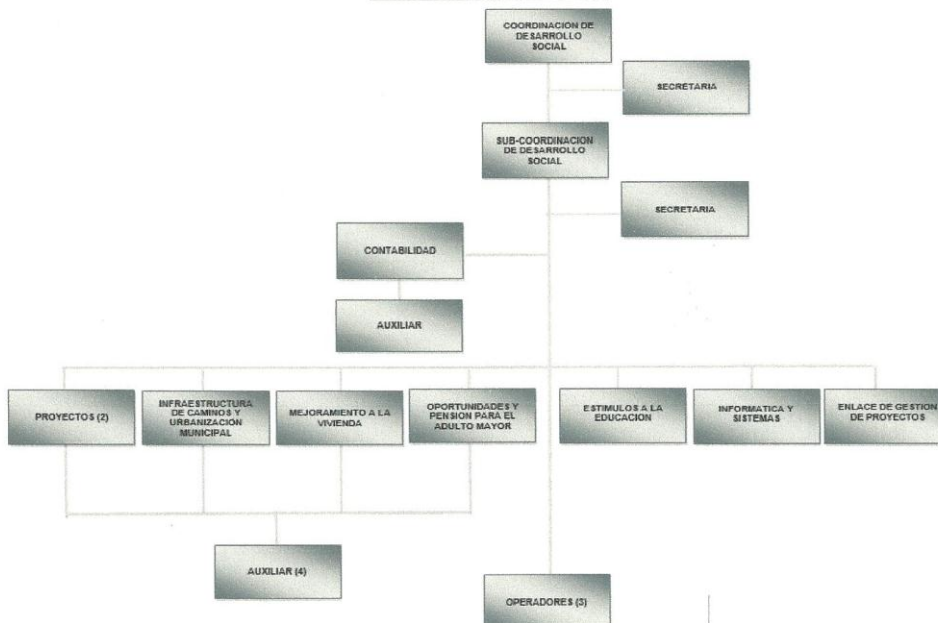 COORDINACION DE
DESARROLLO
SOCIAL
SECRETARIA
SUB-COORDINACION
DE DESARROLLO
SOCIAL
SECRETARIA
CONTABILIDAD
AUXILIAR
PROYECTOS (2)
INFRAESTRUCTURA
DE CAMINOS Y
URBANIZACION
MUNICIPAL
MEJORAMIENTO A LA
VIVIENDA
OPORTUNIDADES Y
PENSION PARA EL
ADULTO MAYOR
ESTIMULOS A LA
EDUCACION
INFORMATICA Y
SISTEMAS
ENLACE DE GESTION
DE PROYECTOS
AUXILIAR (4)
OPERADORES (3)